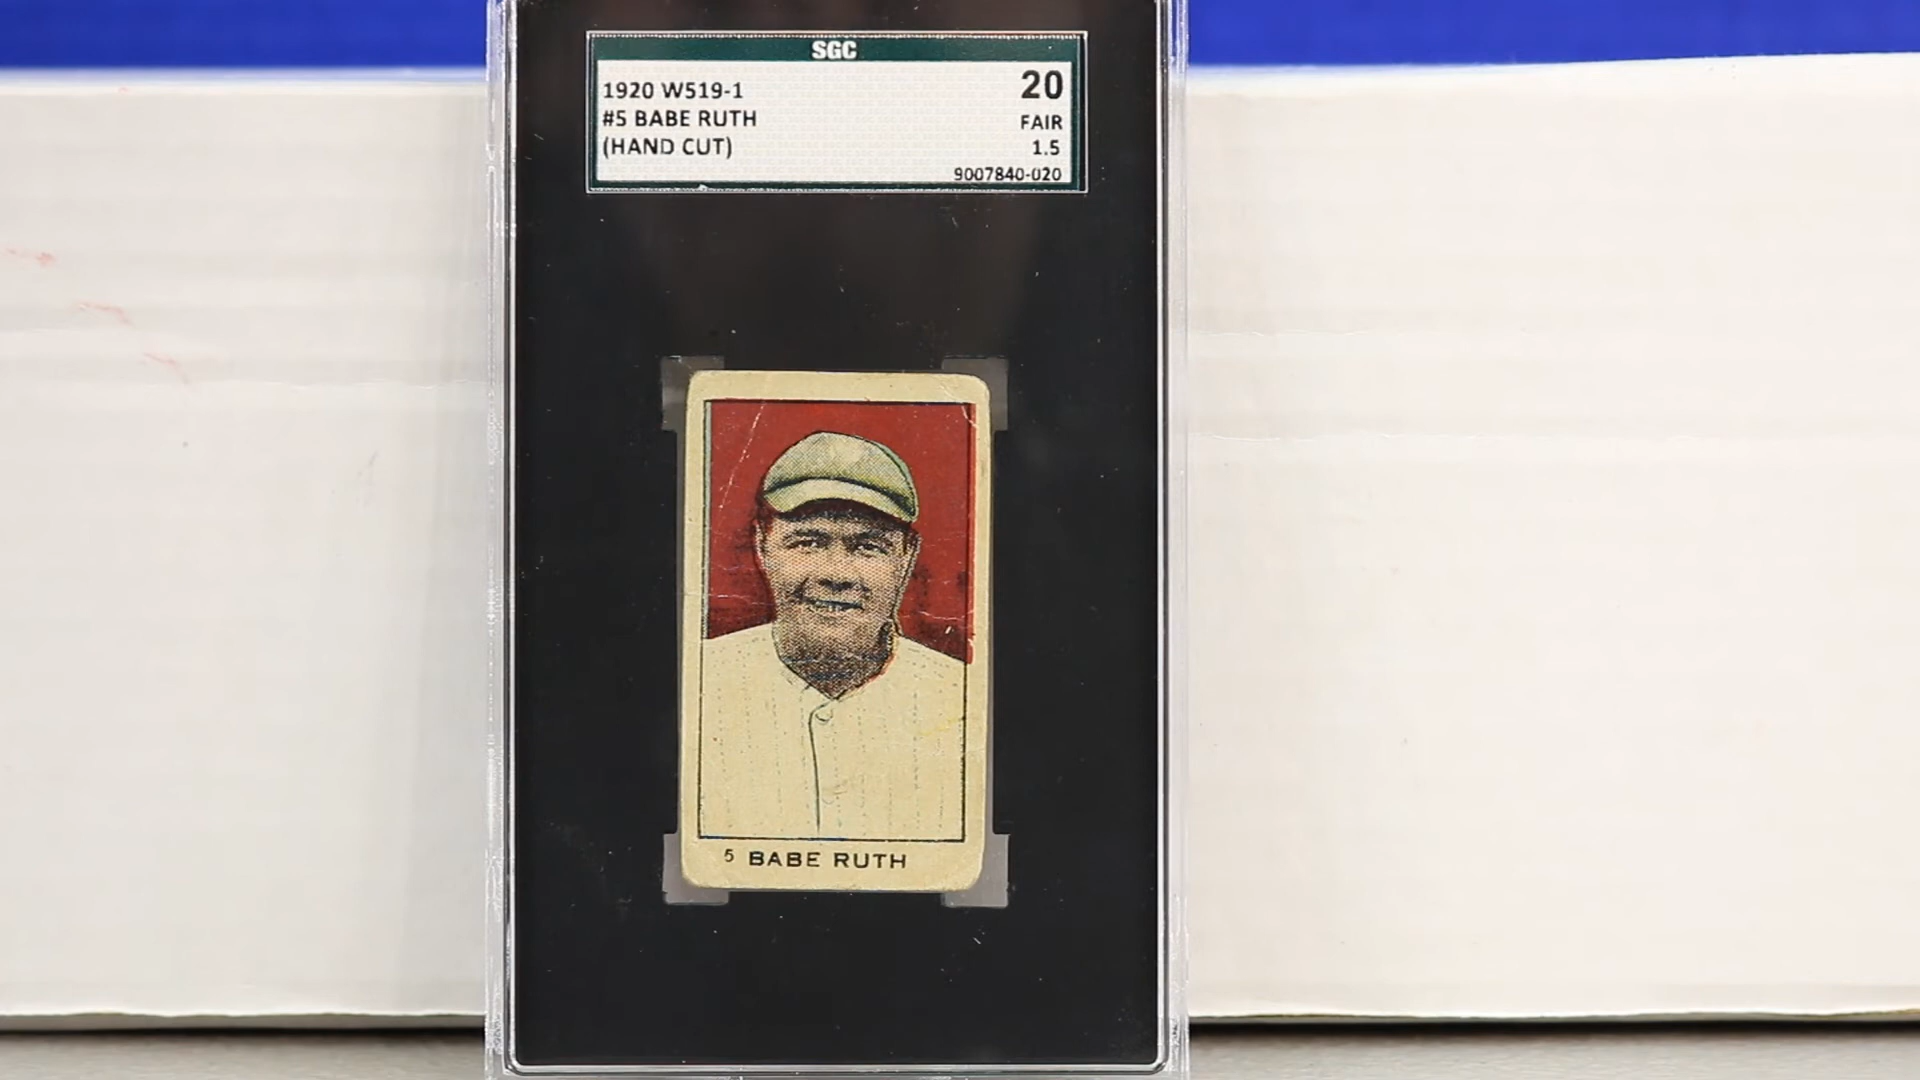 SGC
1920 W519-1
#5 BABE RUTH
(HAND CUT)
20
FAIR
1.5
9007840-020
5 BABE RUTH